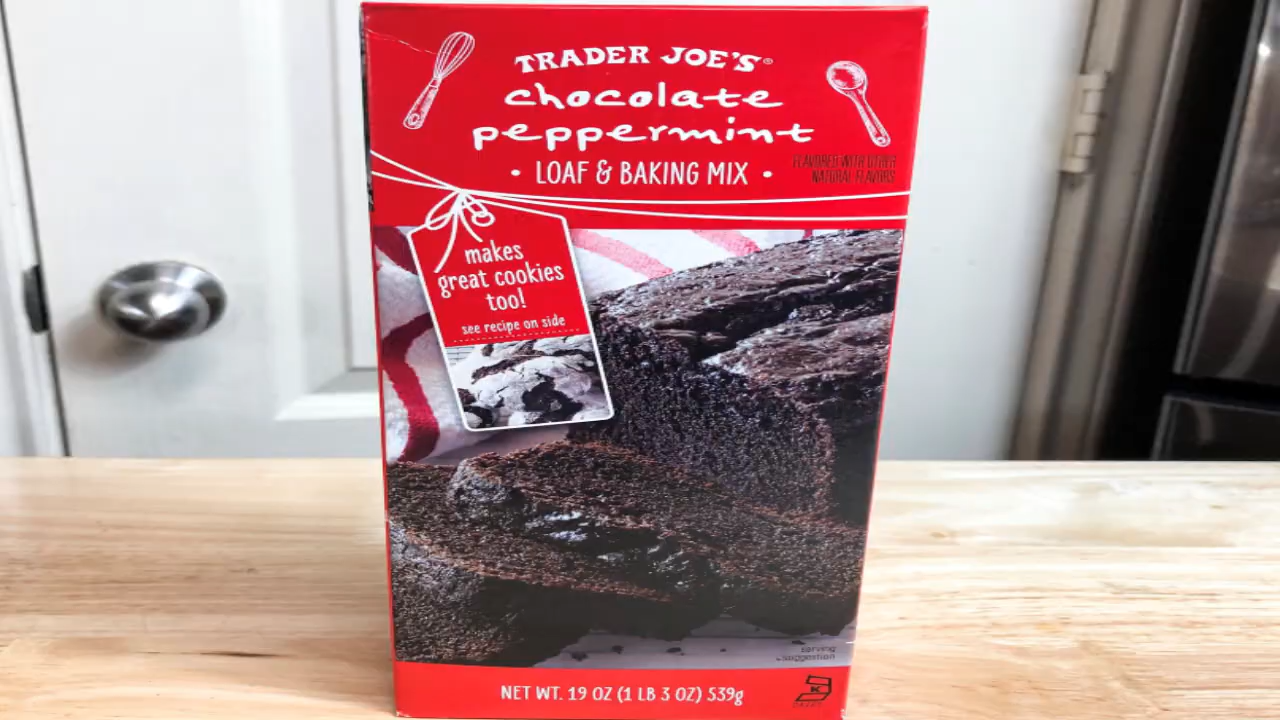 TRADER JOE'S®
chocolate
peppermint
• LOAF & BAKING MIX •
FLAVORED WITH OTHER
NATURAL FLAVORS
makes
great cookies
too!
see recipe on side
serving
suggestion
NET WT. 19 OZ (1 LB 3 OZ) 539g
K